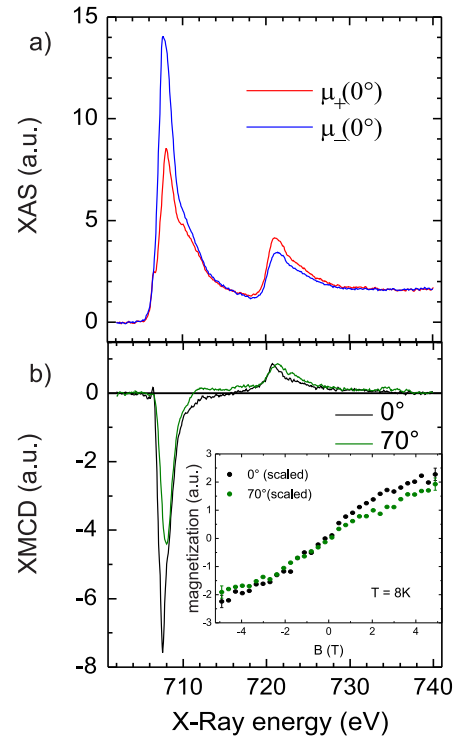 a)
15
10
5
0
XAS (a.u.)
μ₊(0°)
μ₋(0°)
b)
0
-2
-4
-6
-8
XMCD (a.u.)
0°
70°
3
2
1
0
-1
-2
-3
magnetization (a.u.)
0° (scaled)
70°(scaled)
T = 8K
-4 -2 0 2 4
B (T)
710 720 730 740
X-Ray energy (eV)